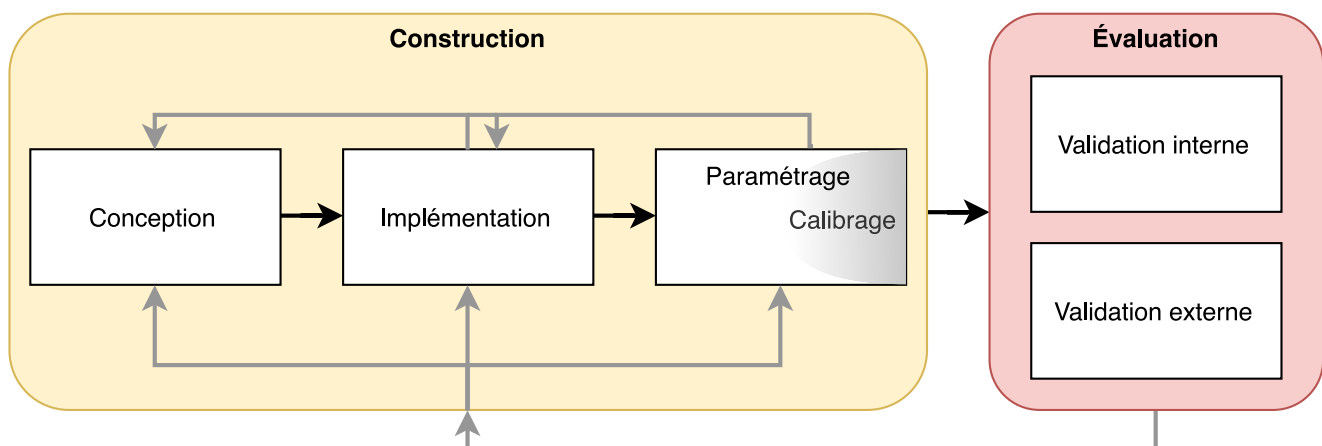 Construction
Conception
Implémentation
Paramétrage
Calibrage
Évaluation
Validation interne
Validation externe